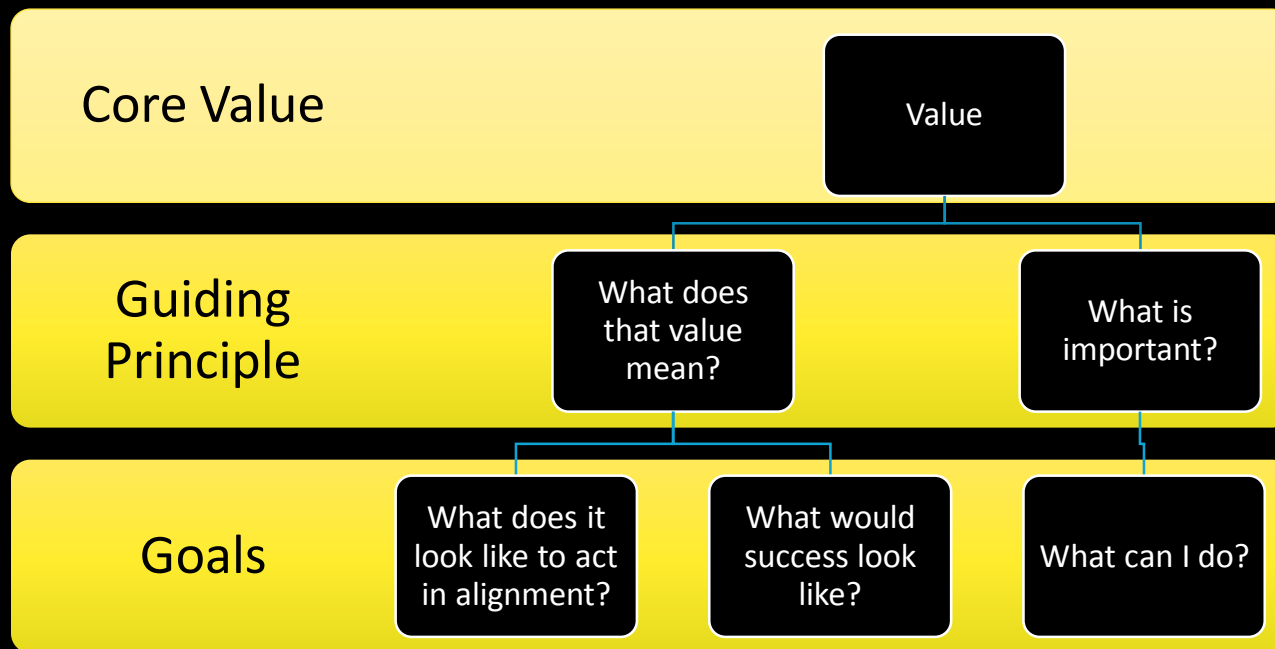 Core Value
Value
Guiding
Principle
What does
that value
mean?
What is
important?
Goals
What does it
look like to act
in alignment?
What would
success look
like?
What can I do?